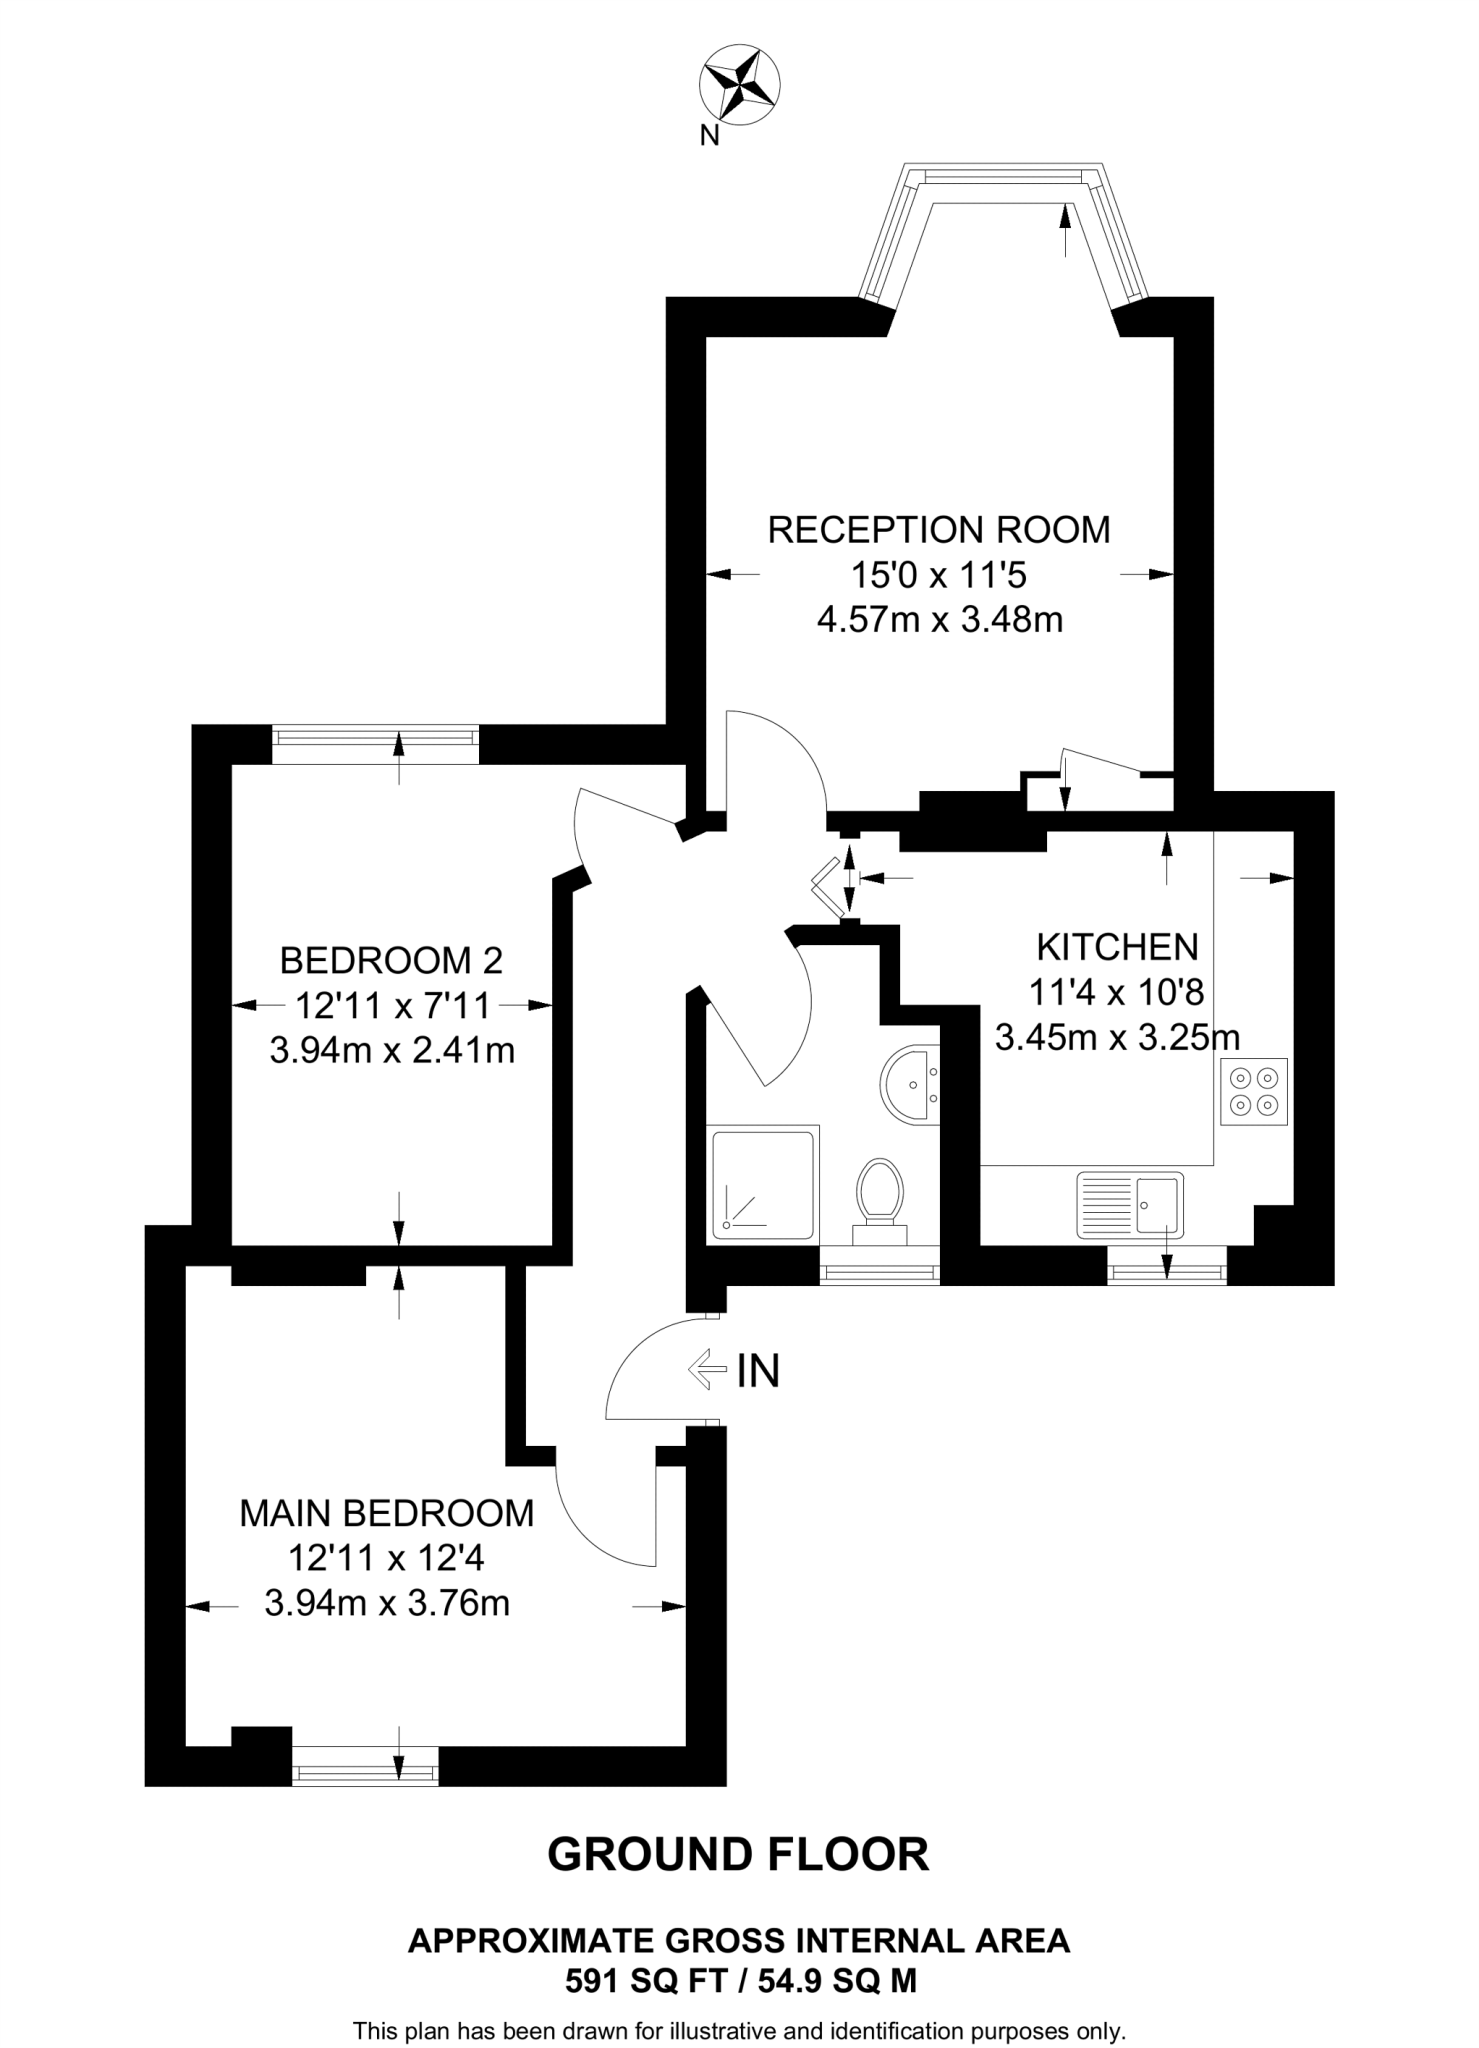 N
RECEPTION ROOM
15'0 x 11'5
4.57m x 3.48m
BEDROOM 2
12'11 x 7'11
3.94m x 2.41m
KITCHEN
11'4 x 10'8
3.45m x 3.25m
IN
MAIN BEDROOM
12'11 x 12'4
3.94m x 3.76m
GROUND FLOOR
APPROXIMATE GROSS INTERNAL AREA
591 SQ FT / 54.9 SQ M
This plan has been drawn for illustrative and identification purposes only.